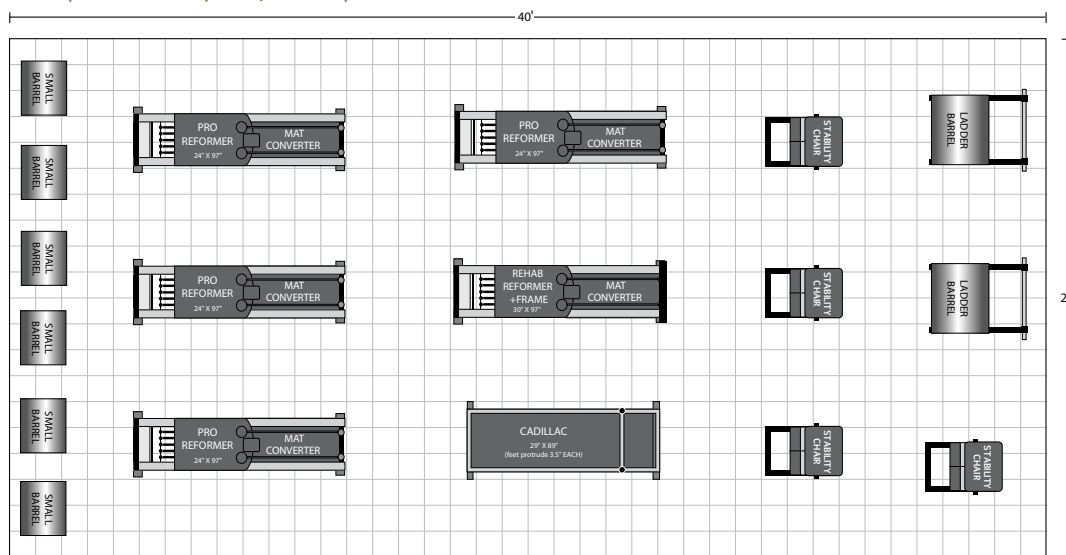 40'
SMALL
BARREL
SMALL
BARREL
SMALL
BARREL
SMALL
BARREL
SMALL
BARREL
SMALL
BARREL
PRO
REFORMER
24" X 97"
MAT
CONVERTER
PRO
REFORMER
24" X 97"
MAT
CONVERTER
STABILITY
CHAIR
LADDER
BARREL
PRO
REFORMER
24" X 97"
MAT
CONVERTER
REHAB
REFORMER
+FRAME
30" X 97"
MAT
CONVERTER
STABILITY
CHAIR
LADDER
BARREL
2
PRO
REFORMER
24" X 97"
MAT
CONVERTER
CADILLAC
29" X 89"
(feet protrude 3.5" EACH)
STABILITY
CHAIR
STABILITY
CHAIR